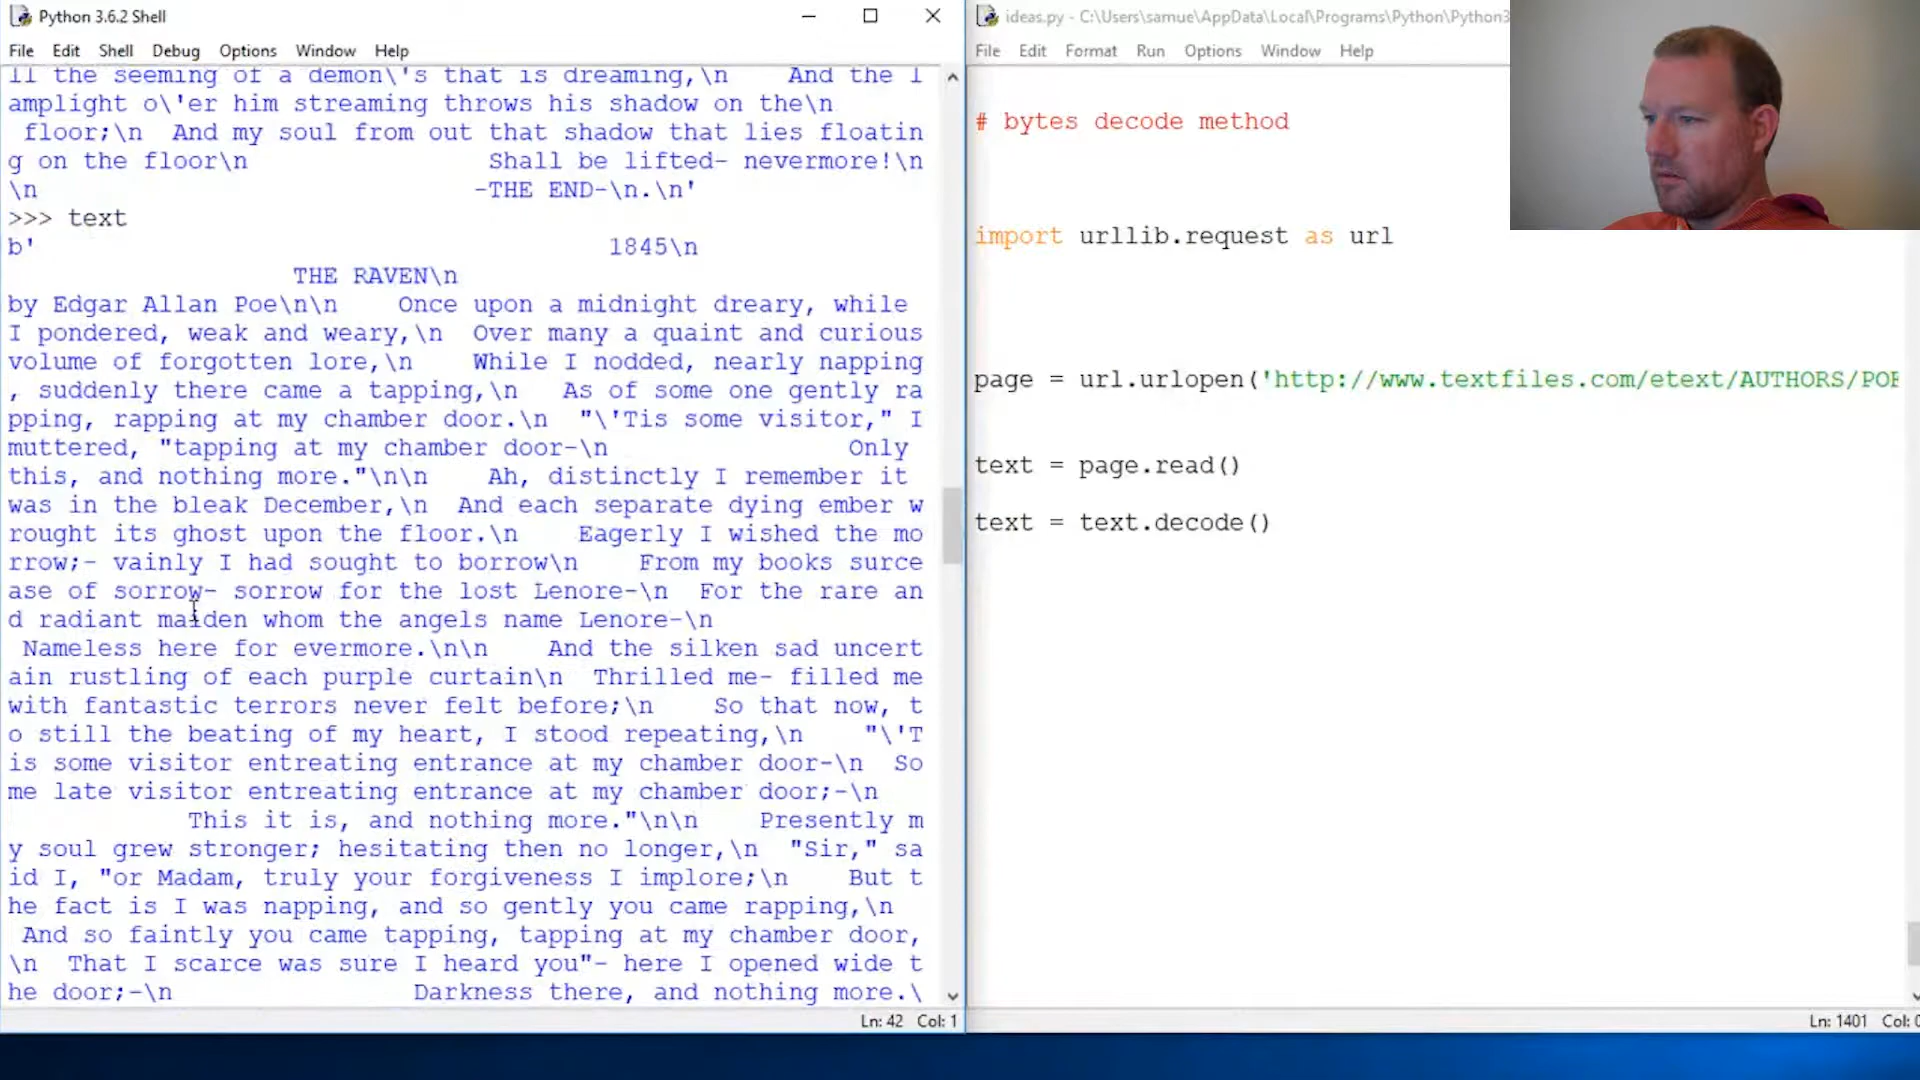 Python 3.6.2 Shell
File Edit Shell Debug Options Window Help
ll the seeming of a demon\'s that is dreaming,\n    And the l
amplight o\'er him streaming throws his shadow on the\n
 floor;\n  And my soul from out that shadow that lies floatin
g on the floor\n                Shall be lifted- nevermore!\n
\n                             -THE END-\n.\n'
>>> text
b'                                      1845\n
                   THE RAVEN\n
by Edgar Allan Poe\n\n    Once upon a midnight dreary, while
I pondered, weak and weary,\n  Over many a quaint and curious
volume of forgotten lore,\n    While I nodded, nearly napping
, suddenly there came a tapping,\n   As of some one gently ra
pping, rapping at my chamber door.\n  "\'Tis some visitor," I
muttered, "tapping at my chamber door-\n                Only
this, and nothing more."\n\n    Ah, distinctly I remember it
was in the bleak December,\n    And each separate dying ember w
rought its ghost upon the floor.\n    Eagerly I wished the mo
rrow;- vainly I had sought to borrow\n    From my books surce
ase of sorrow- sorrow for the lost Lenore-\n  For the rare an
d radiant maiden whom the angels name Lenore-\n
 Nameless here for evermore.\n\n    And the silken sad uncert
ain rustling of each purple curtain\n  Thrilled me- filled me
with fantastic terrors never felt before;\n    So that now, t
o still the beating of my heart, I stood repeating,\n    "\'T
is some visitor entreating entrance at my chamber door-\n  So
me late visitor entreating entrance at my chamber door;-\n
            This it is, and nothing more."\n\n    Presently m
y soul grew stronger; hesitating then no longer,\n  "Sir," sa
id I, "or Madam, truly your forgiveness I implore;\n    But t
he fact is I was napping, and so gently you came rapping,\n
 And so faintly you came tapping, tapping at my chamber door,
\n  That I scarce was sure I heard you"- here I opened wide t
he door;-\n                Darkness there, and nothing more.\
Ln: 42 Col: 1
ideas.py - C:\Users\samue\AppData\Local\Programs\Python\Python3
File Edit Format Run Options Window Help
# bytes decode method
import urllib.request as url
page = url.urlopen('http://www.textfiles.com/etext/AUTHORS/POE
text = page.read()
text = text.decode()
Ln: 1401 Col: 0